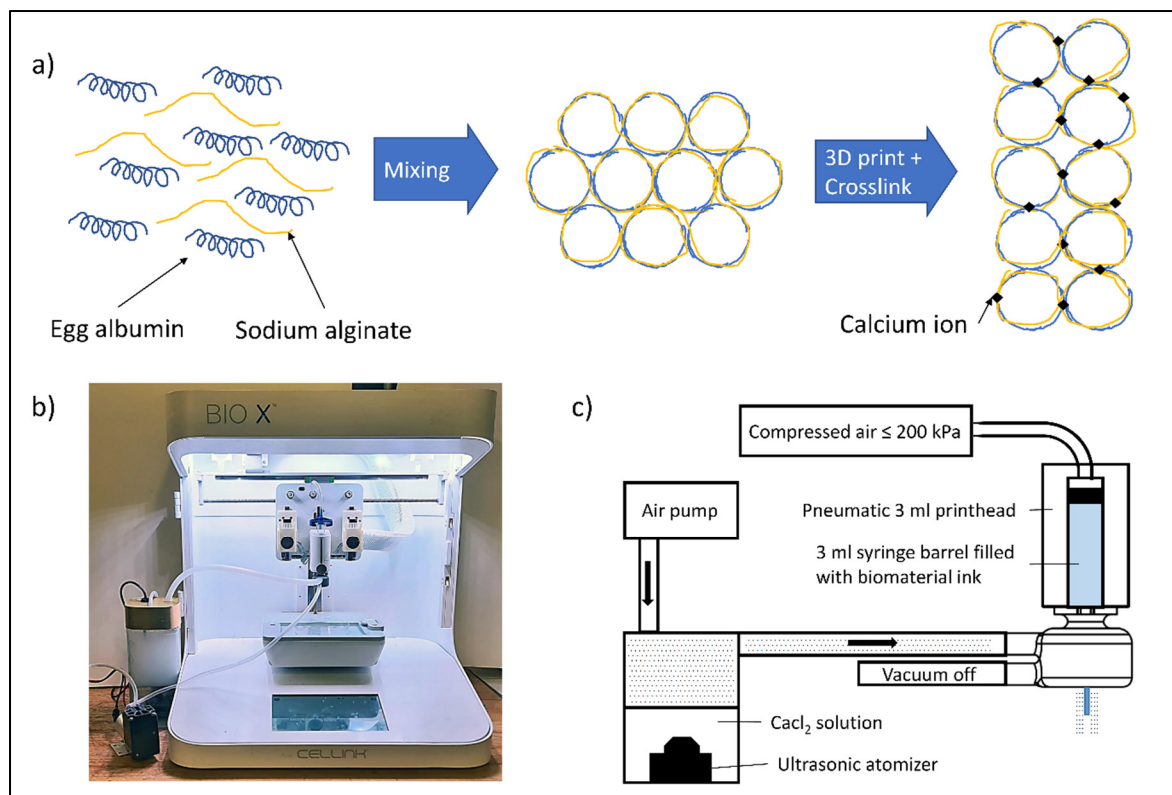 a)
Mixing
3D print +
Crosslink
Egg albumin
Sodium alginate
Calcium ion
b)
BIO X™
CELLINK
c)
Compressed air ≤ 200 kPa
Air pump
Pneumatic 3 ml printhead
3 ml syringe barrel filled
with biomaterial ink
Vacuum off
Cacl₂ solution
Ultrasonic atomizer